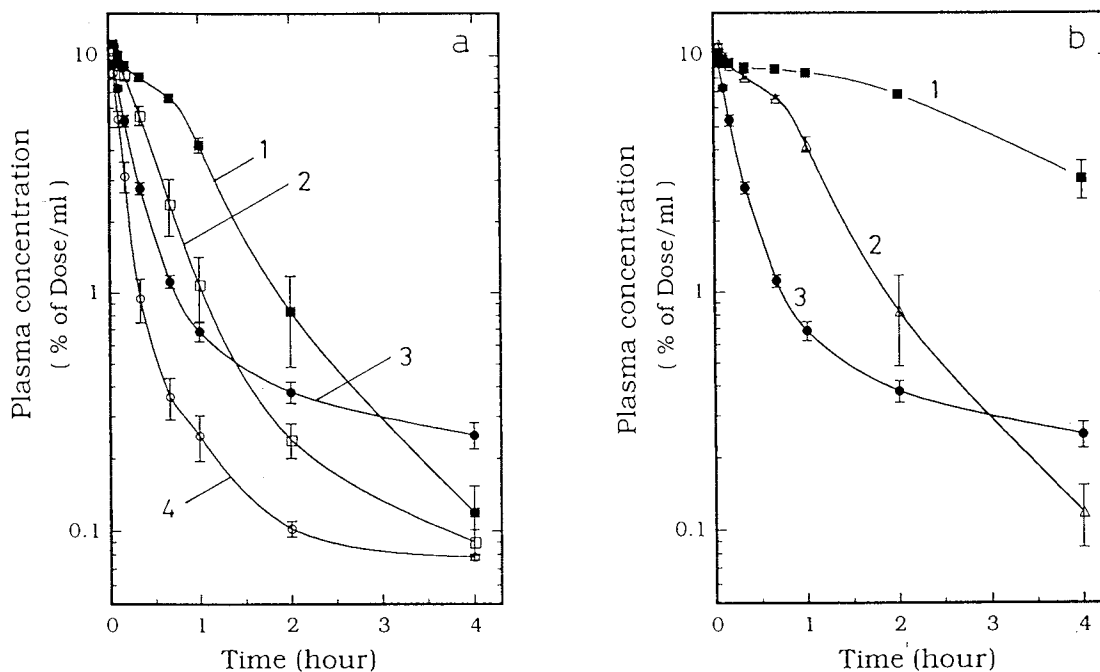 a
10
1
0.1
Plasma concentration
( % of Dose/ml )
1
2
3
4
0 1 2 3 4
Time (hour)
b
10
1
0.1
Plasma concentration
( % of Dose/ml )
1
2
3
0 1 2 3 4
Time (hour)